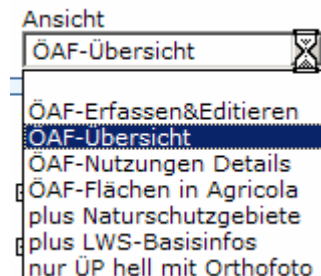 Ansicht
ÖAF-Übersicht
ÖAF-Erfassen&Editieren
ÖAF-Übersicht
ÖAF-Nutzungen Details
ÖAF-Flächen in Agricola
plus Naturschutzgebiete
plus LWS-Basisinfos
nur ÜP hell mit Orthofoto